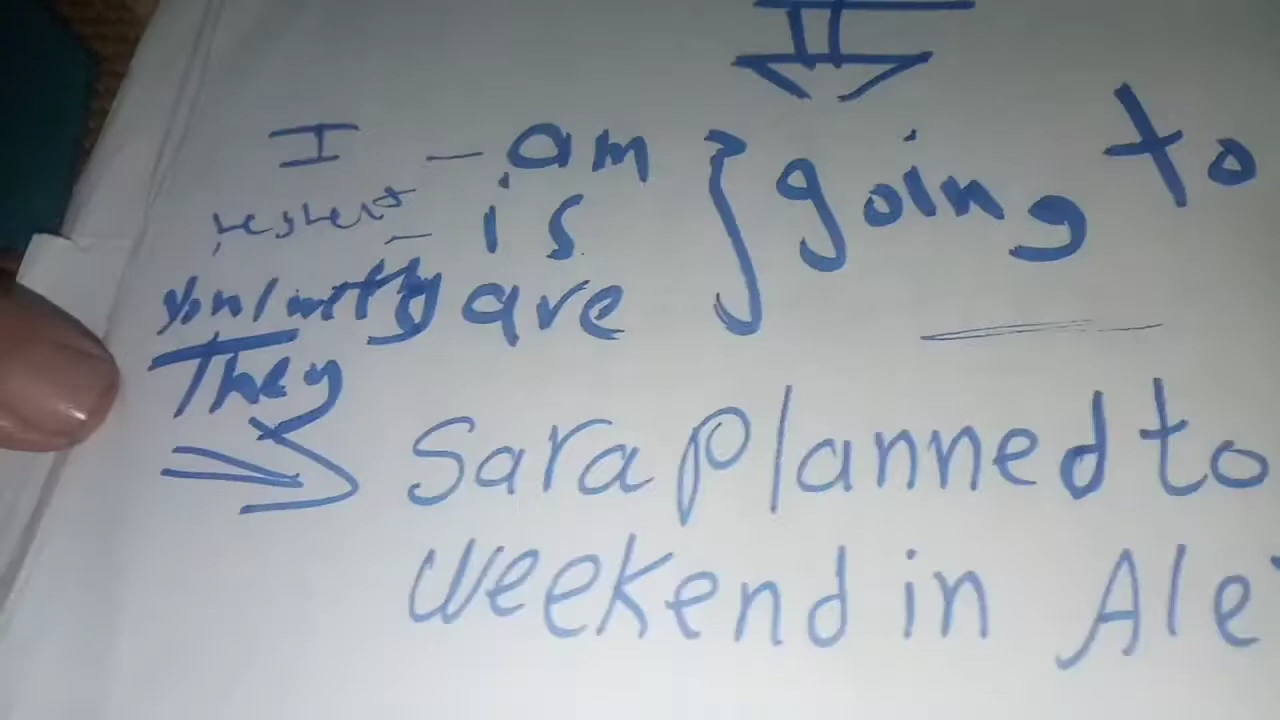 I - am } going to
- is
are
They
Sara planned to
weekend in Ale